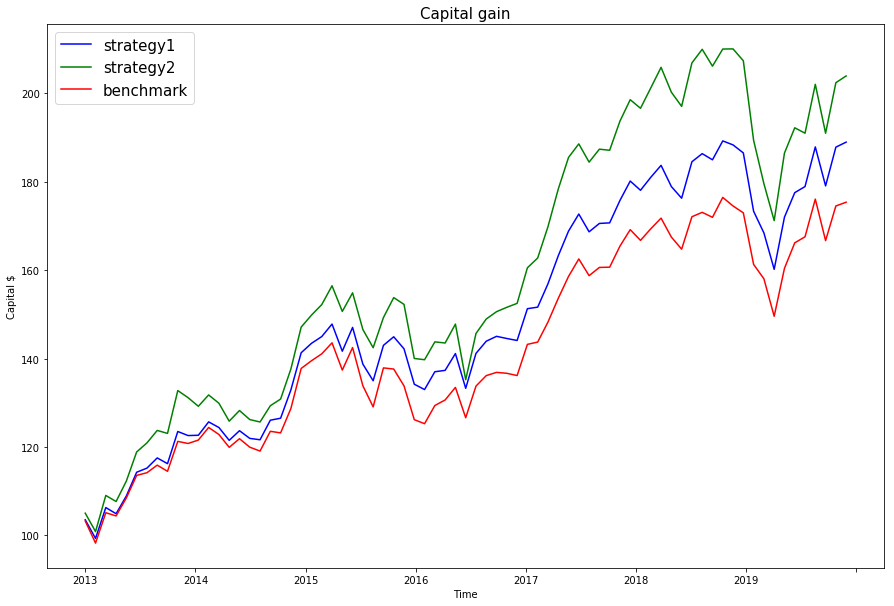 Capital gain
strategy1
strategy2
benchmark
200
180
160
140
120
100
Capital $
2013 2014 2015 2016 2017 2018 2019
Time